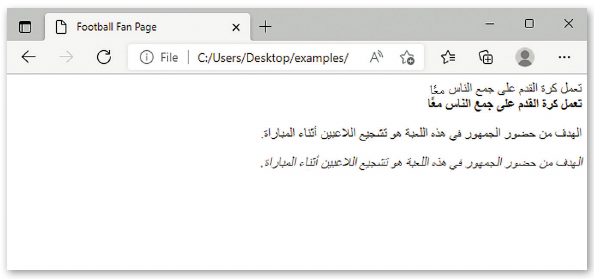 Football Fan Page
File | C:/Users/Desktop/examples/
تعمل كرة القدم على جمع الناس معًا
تعمل كرة القدم على جمع الناس معًا
الهدف من حضور الجمهور في هذه اللعبة هو تشجيع اللاعبين أثناء المباراة.
الهدف من حضور الجمهور في هذه اللعبة هو تشجيع اللاعبين أثناء المباراة.